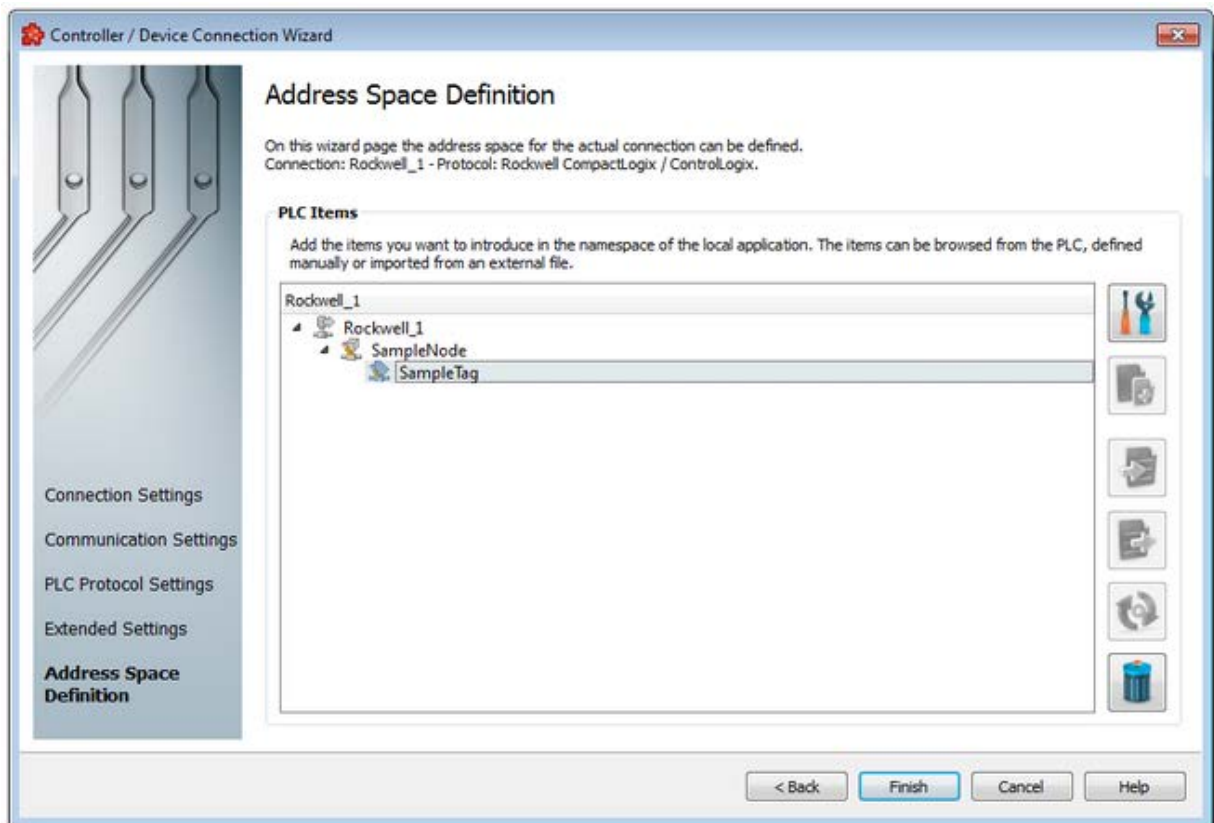 Controller / Device Connection Wizard
Address Space Definition
On this wizard page the address space for the actual connection can be defined.
Connection: Rockwell_1 - Protocol: Rockwell CompactLogix / ControlLogix.
PLC Items
Add the items you want to introduce in the namespace of the local application. The items can be browsed from the PLC, defined
manually or imported from an external file.
Rockwell_1
Rockwell_1
SampleNode
SampleTag
Connection Settings
Communication Settings
PLC Protocol Settings
Extended Settings
Address Space
Definition
< Back
Finish
Cancel
Help